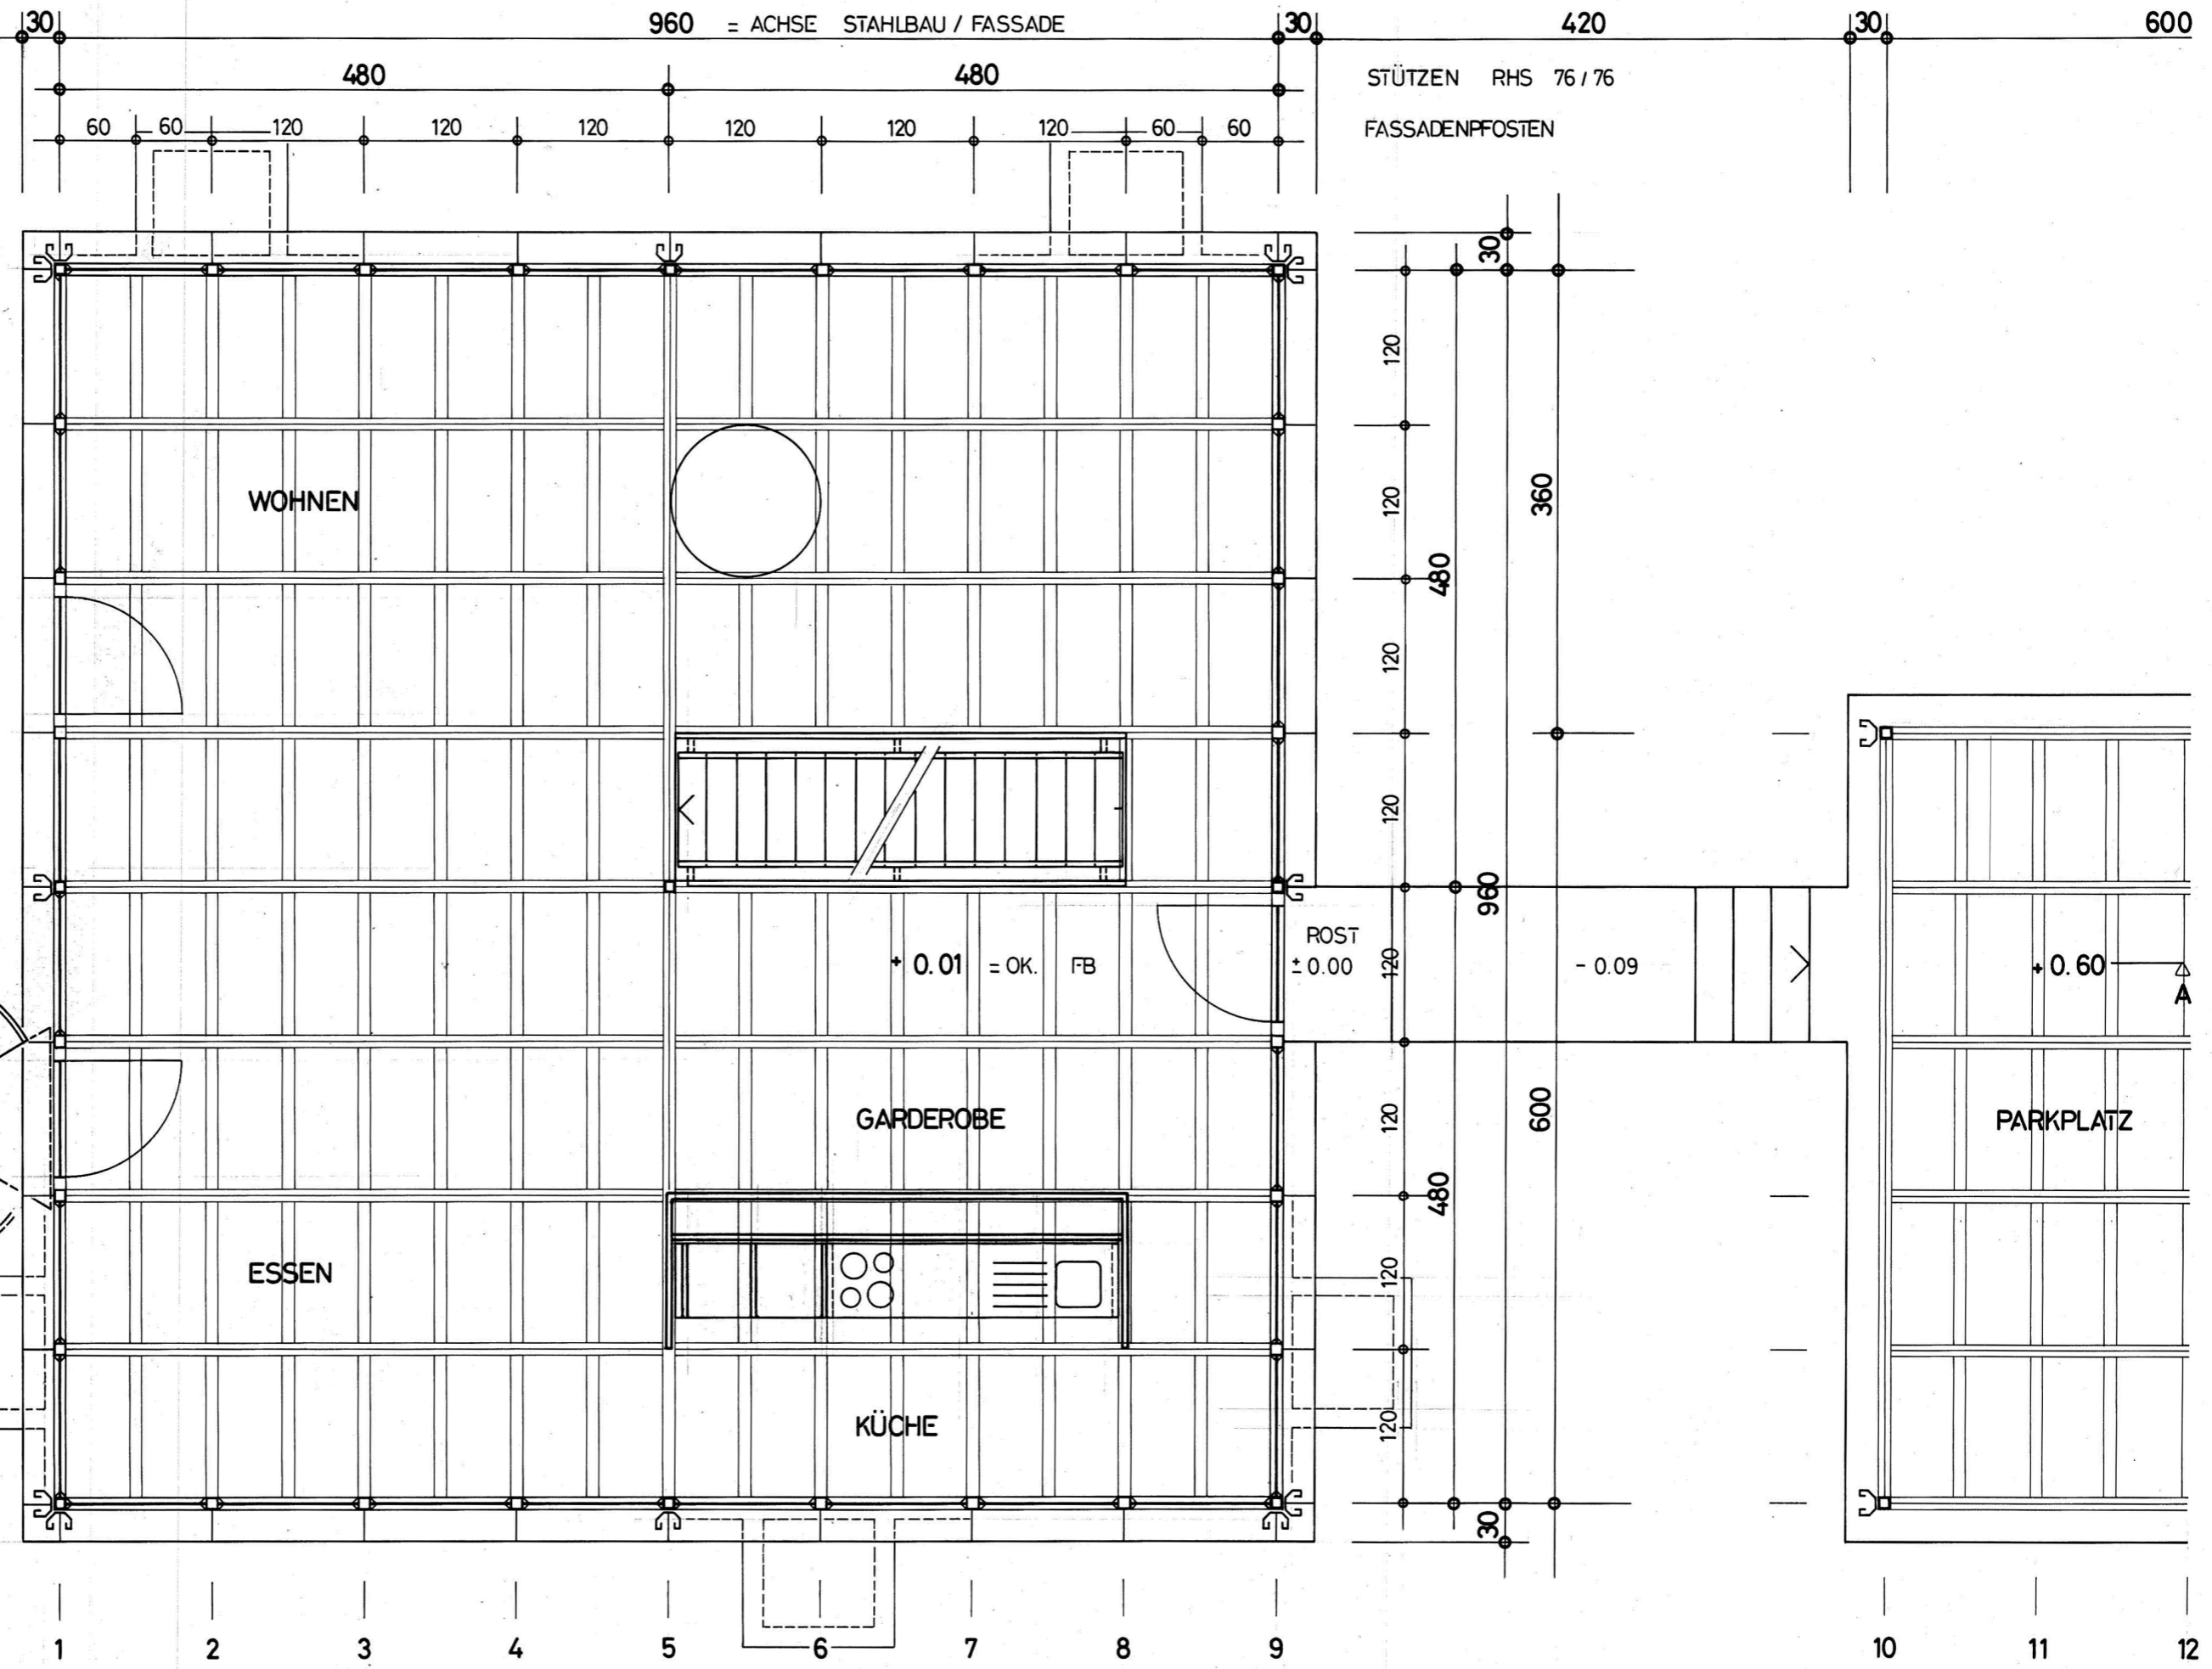 30 960 = ACHSE STAHLBAU / FASSADE 30 420 30 600
480 480 STÜTZEN RHS 76 / 76
60 60 120 120 120 120 120 120 60 60 FASSADENPFOSTEN
30
120
WOHNEN 120 360
480
120
120
960
ROST
+ 0.01 = OK. FB ± 0.00 120 - 0.09 + 0.60
A
GARDEROBE 120 600 PARKPLATZ
480
ESSEN 120
KÜCHE 120
30
1 2 3 4 5 6 7 8 9 10 11 12